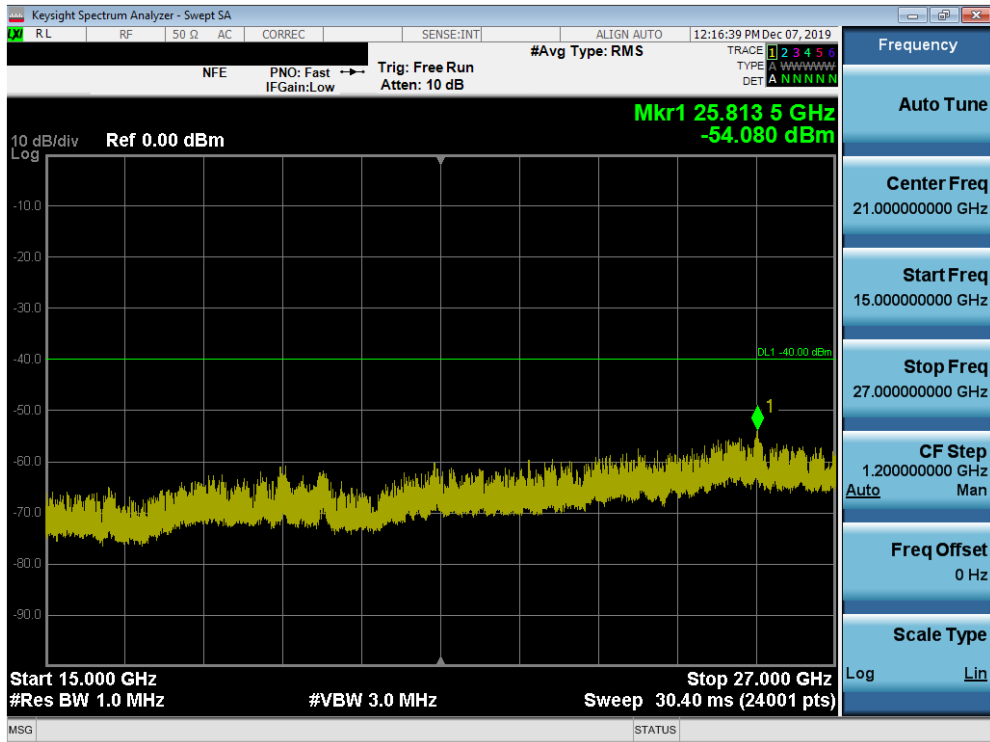 Keysight Spectrum Analyzer - Swept SA
LXI RL RF 50 Ω AC CORREC SENSE:INT ALIGN AUTO 12:16:39 PM Dec 07, 2019
#Avg Type: RMS TRACE 1 2 3 4 5 6
NFE PNO: Fast Trig: Free Run TYPE A WWWWW
IFGain:Low Atten: 10 dB DET A N N N N N
Mkr1 25.813 5 GHz
-54.080 dBm
10 dB/div Ref 0.00 dBm
Log
-10.0
-20.0
-30.0
-40.0
DL1 -40.00 dBm
-50.0
1
-60.0
-70.0
-80.0
-90.0
Start 15.000 GHz Stop 27.000 GHz
#Res BW 1.0 MHz #VBW 3.0 MHz Sweep 30.40 ms (24001 pts)
MSG STATUS
Frequency
Auto Tune
Center Freq
21.000000000 GHz
Start Freq
15.000000000 GHz
Stop Freq
27.000000000 GHz
CF Step
1.200000000 GHz
Auto Man
Freq Offset
0 Hz
Scale Type
Log Lin